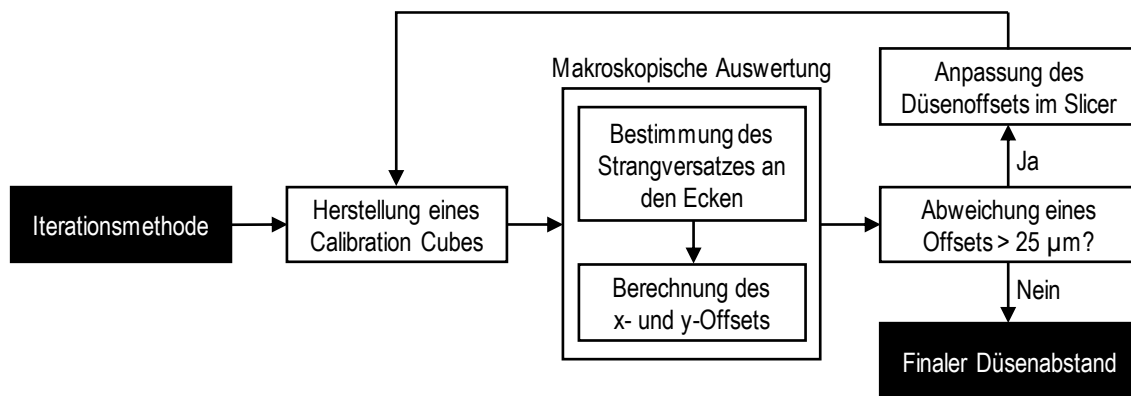 Iterationsmethode
Herstellung eines
Calibration Cubes
Makroskopische Auswertung
Bestimmung des
Strangversatzes an
den Ecken
Berechnung des
x- und y-Offsets
Abweichung eines
Offsets > 25 µm?
Ja
Anpassung des
Düsenoffsets im Slicer
Nein
Finaler Düsenabstand